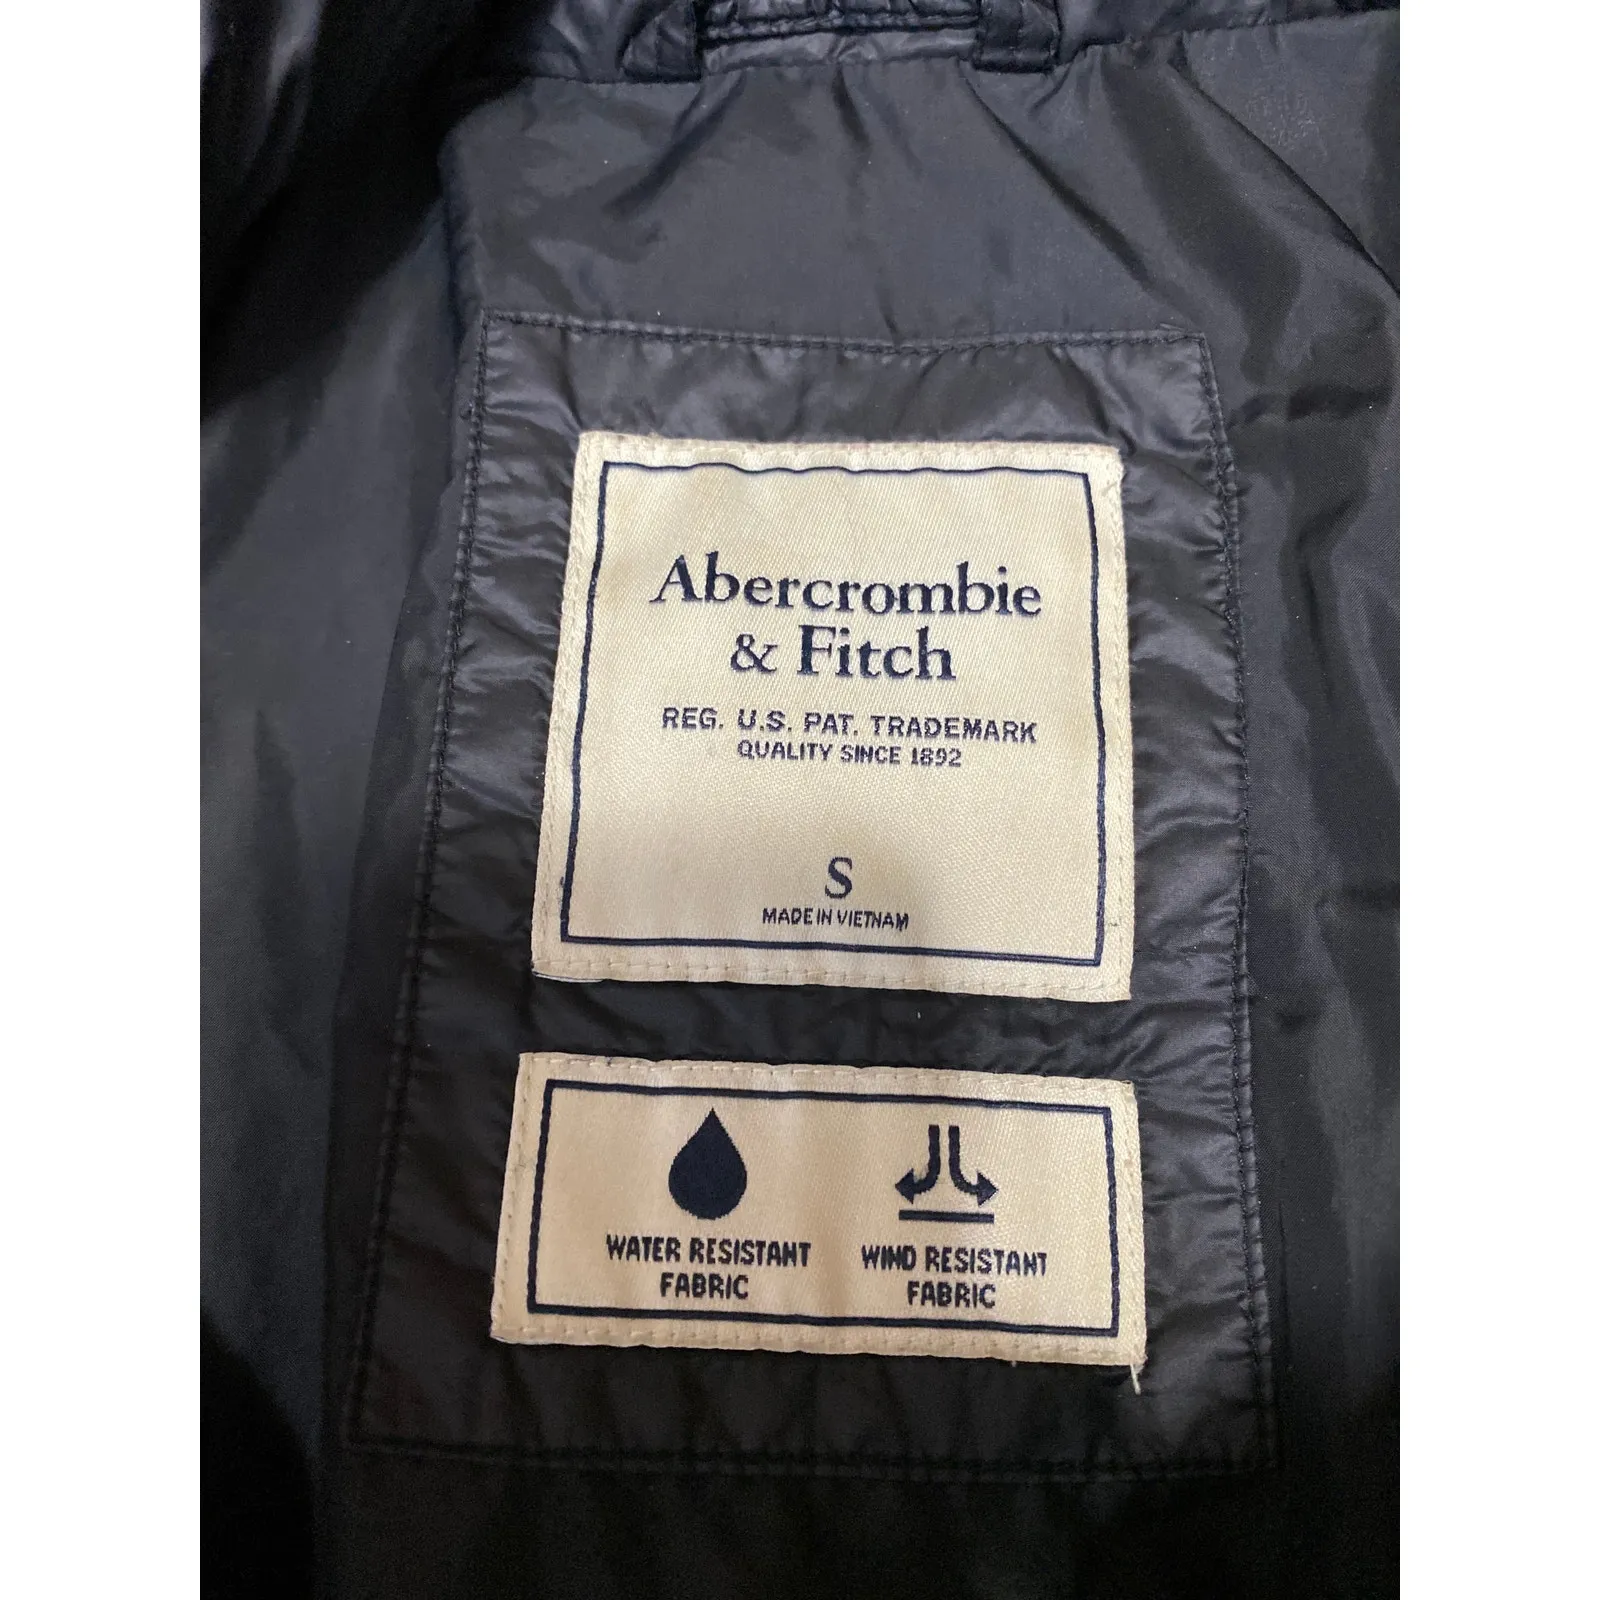 Abercrombie
& Fitch
REG. U.S. PAT. TRADEMARK
QUALITY SINCE 1892
S
MADE IN VIETNAM
WATER RESISTANT
FABRIC
WIND RESISTANT
FABRIC